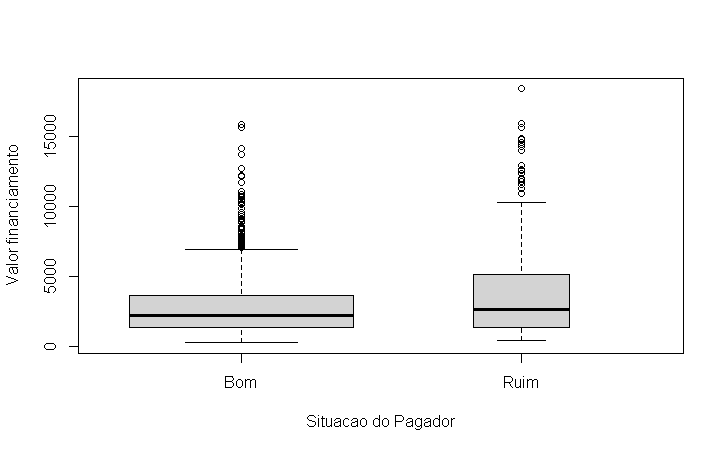 Valor financiamento
15000
10000
5000
0
Bom
Ruim
Situacao do Pagador